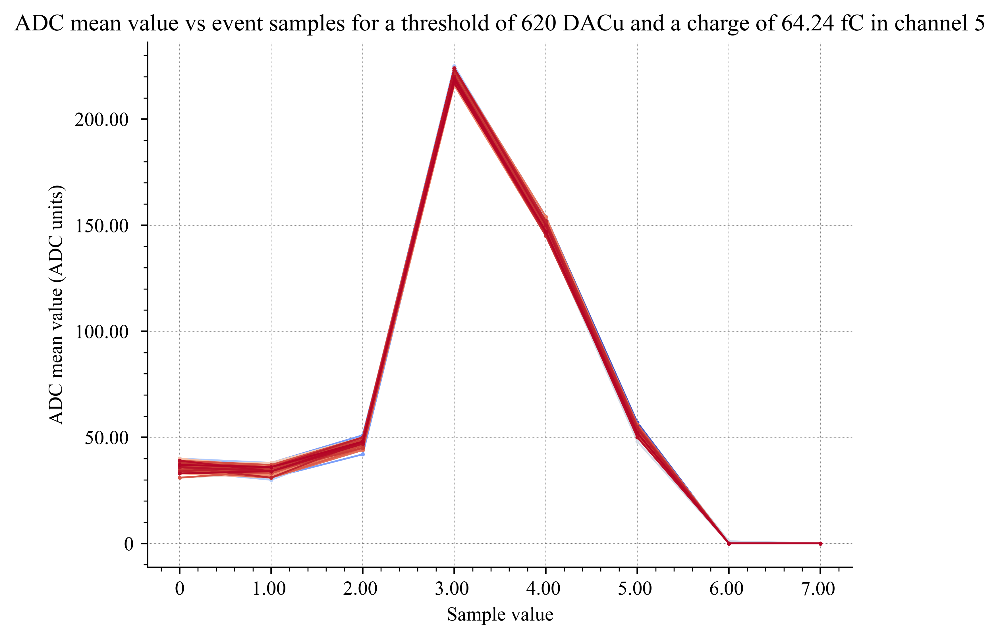 ADC mean value vs event samples for a threshold of 620 DACu and a charge of 64.24 fC in channel 5
ADC mean value (ADC units)
200.00
150.00
100.00
50.00
0
0 1.00 2.00 3.00 4.00 5.00 6.00 7.00
Sample value